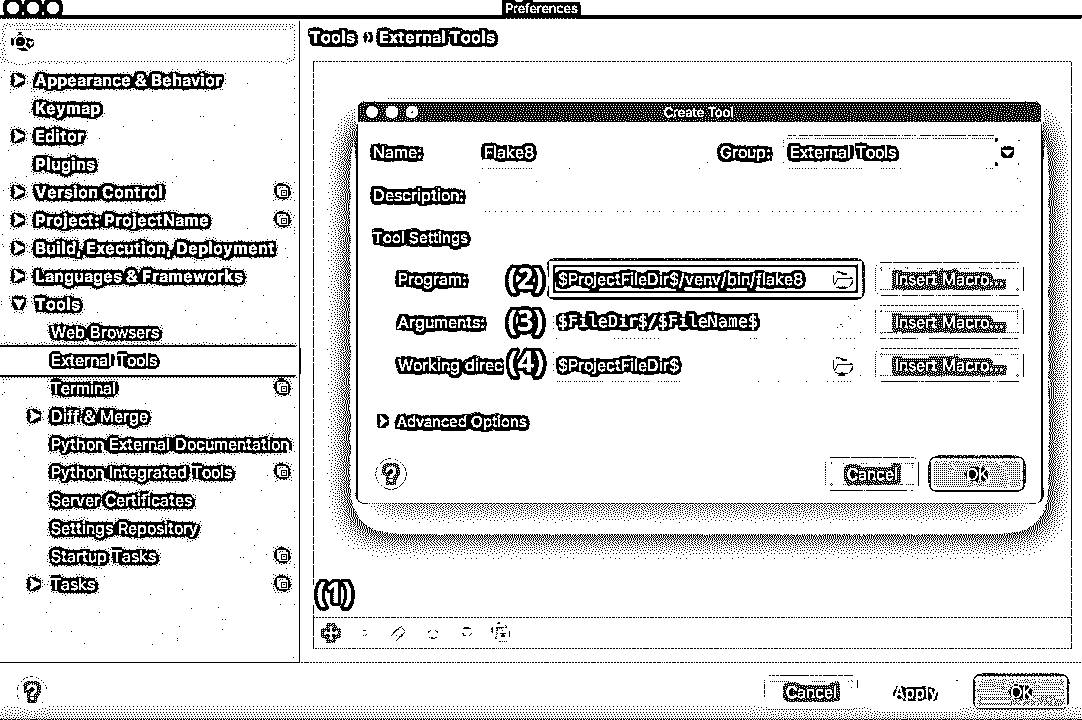 Preferences
Tools » External Tools
Appearance & Behavior
Keymap
Editor
Plugins
Version Control
Project: ProjectName
Build, Execution, Deployment
Languages & Frameworks
Tools
Web Browsers
External Tools
Terminal
Diff & Merge
Python External Documentation
Python Integrated Tools
Server Certificates
Settings Repository
Startup Tasks
Tasks
Create Tool
Name: Flake8 Group: External Tools
Description:
Tool Settings
Program: (2) $ProjectFileDir$/venv/bin/flake8 Insert Macro...
Arguments: (3) $FileDir$/$FileName$ Insert Macro...
Working direc (4) $ProjectFileDir$ Insert Macro...
Advanced Options
? Cancel OK
(1)
? Cancel Apply OK